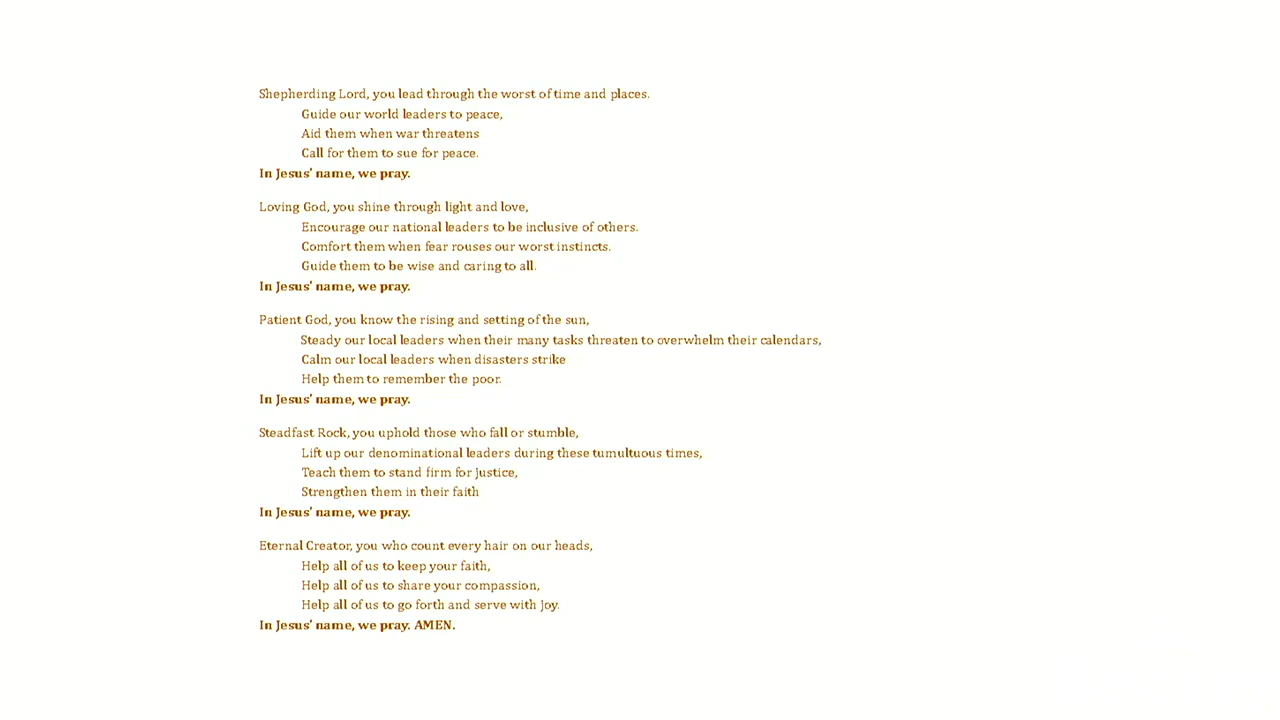 Shepherding Lord, you lead through the worst of time and places.
Guide our world leaders to peace,
Aid them when war threatens
Call for them to sue for peace.
In Jesus' name, we pray.
Loving God, you shine through light and love,
Encourage our national leaders to be inclusive of others.
Comfort them when fear rouses our worst instincts.
Guide them to be wise and caring to all.
In Jesus' name, we pray.
Patient God, you know the rising and setting of the sun,
Steady our local leaders when their many tasks threaten to overwhelm their calendars,
Calm our local leaders when disasters strike
Help them to remember the poor.
In Jesus' name, we pray.
Steadfast Rock, you uphold those who fall or stumble,
Lift up our denominational leaders during these tumultuous times,
Teach them to stand firm for justice,
Strengthen them in their faith
In Jesus' name, we pray.
Eternal Creator, you who count every hair on our heads,
Help all of us to keep your faith,
Help all of us to share your compassion,
Help all of us to go forth and serve with joy.
In Jesus' name, we pray. AMEN.